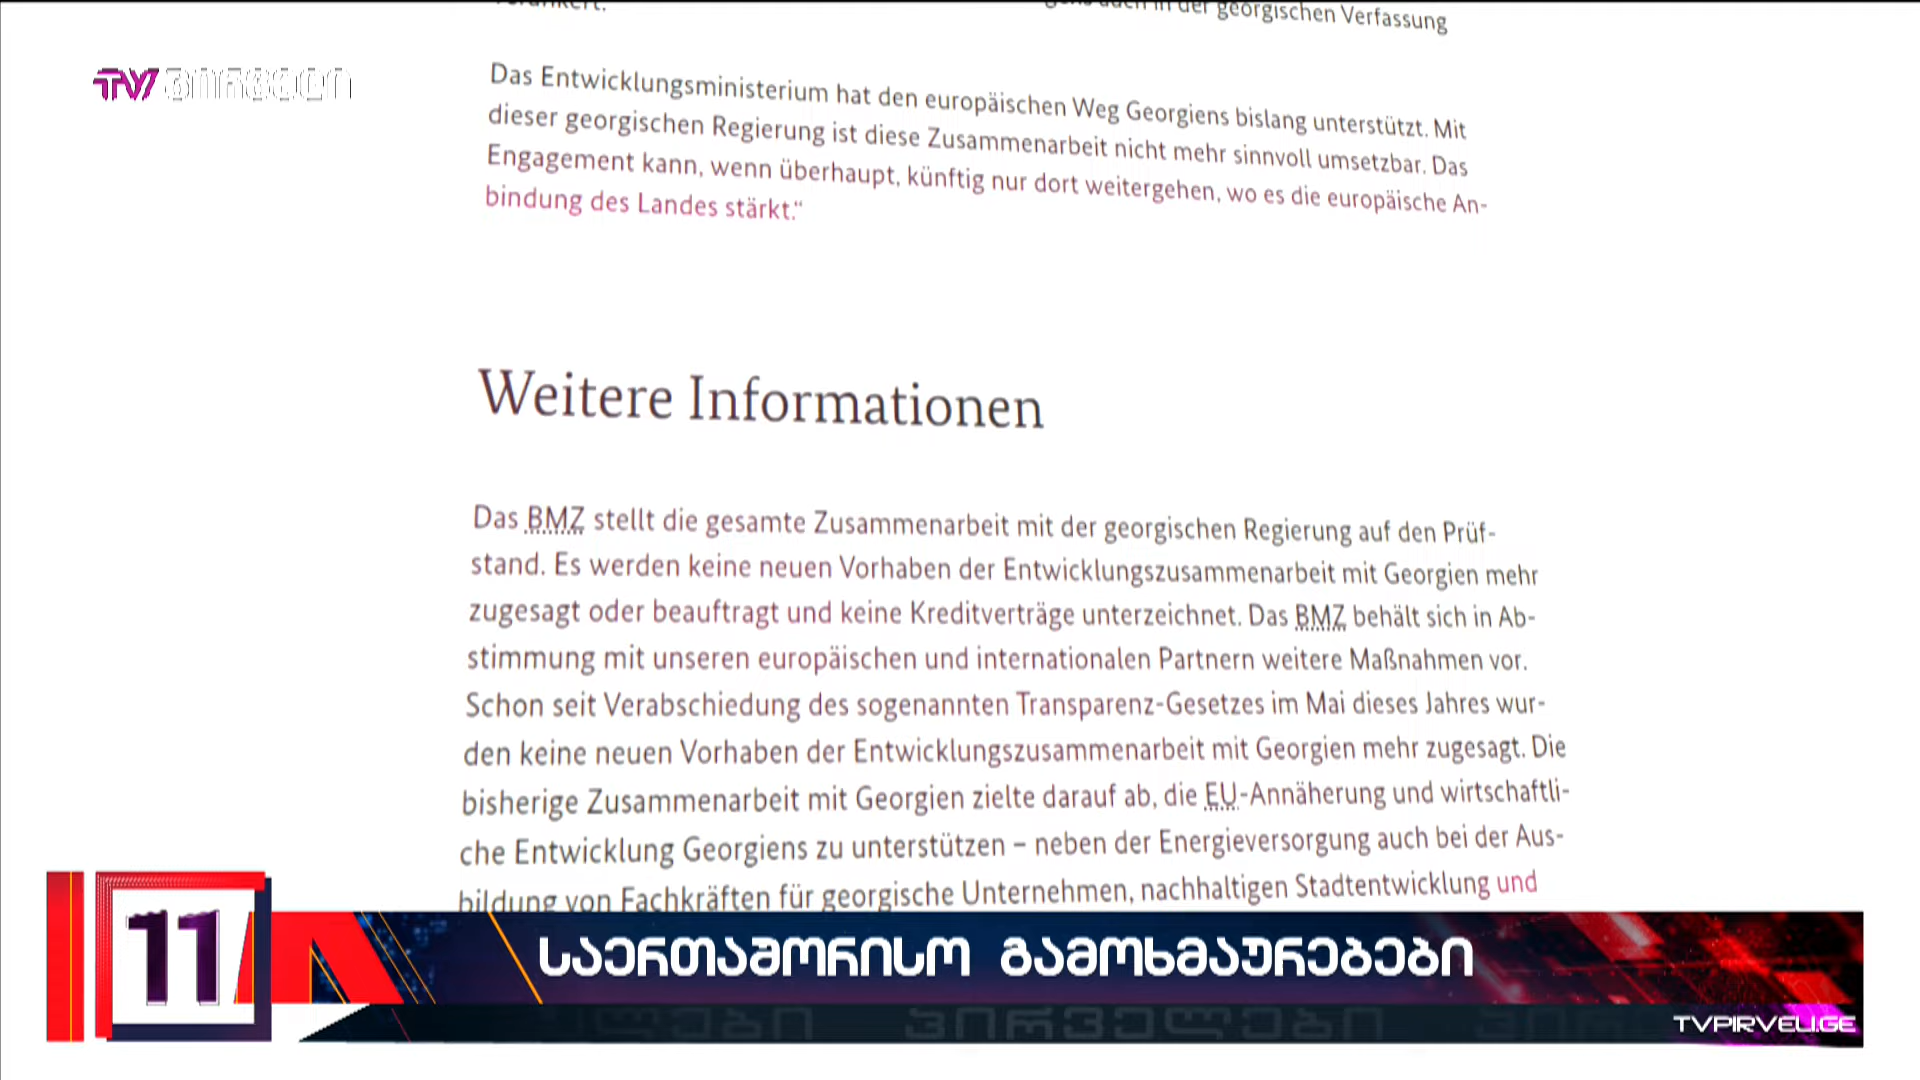 georgischen Verfassung
TV პირველი
Das Entwicklungsministerium hat den europäischen Weg Georgiens bislang unterstützt. Mit
dieser georgischen Regierung ist diese Zusammenarbeit nicht mehr sinnvoll umsetzbar. Das
Engagement kann, wenn überhaupt, künftig nur dort weitergehen, wo es die europäische An-
bindung des Landes stärkt.“
Weitere Informationen
Das BMZ stellt die gesamte Zusammenarbeit mit der georgischen Regierung auf den Prüf-
stand. Es werden keine neuen Vorhaben der Entwicklungszusammenarbeit mit Georgien mehr
zugesagt oder beauftragt und keine Kreditverträge unterzeichnet. Das BMZ behält sich in Ab-
stimmung mit unseren europäischen und internationalen Partnern weitere Maßnahmen vor.
Schon seit Verabschiedung des sogenannten Transparenz-Gesetzes im Mai dieses Jahres wur-
den keine neuen Vorhaben der Entwicklungszusammenarbeit mit Georgien mehr zugesagt. Die
bisherige Zusammenarbeit mit Georgien zielte darauf ab, die EU-Annäherung und wirtschaftli-
che Entwicklung Georgiens zu unterstützen – neben der Energieversorgung auch bei der Aus-
bildung von Fachkräften für georgische Unternehmen, nachhaltigen Stadtentwicklung und
11
საერთაშორისო გამოხმაურებები
პირველები
TVPIRVELI.GE